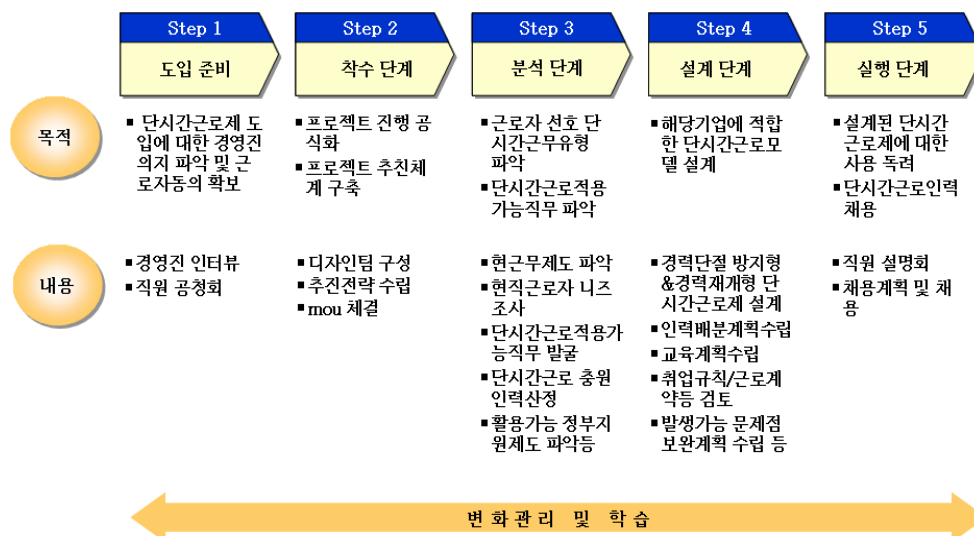 Step 1
Step 2
Step 3
Step 4
Step 5
도입 준비
착수 단계
분석 단계
설계 단계
실행 단계
목적
▪ 단시간근로제 도
입에 대한 경영진
의지 파악 및 근
로자동의 확보
▪프로젝트 진행 공
식화
▪프로젝트 추진체
계 구축
▪근로자 선호 단
시간근무유형
파악
▪단시간근로적용
가능직무 파악
▪해당기업에 적합
한 단시간근로모
델 설계
▪설계된 단시간
근로제에 대한
사용 독려
▪단시간근로인력
채용
내용
▪경영진 인터뷰
▪직원 공청회
▪디자인팀 구성
▪추진전략 수립
▪mou 체결
▪현근무제도 파악
▪현직근로자 니즈
조사
▪단시간근로적용가
능직무 발굴
▪단시간근로 충원
인력산정
▪활용가능 정부지
원제도 파악등
▪경력단절 방지형
&경력재개형 단
시간근로제 설계
▪인력배분계획수립
▪교육계획수립
▪취업규칙/근로계
약등 검토
▪발생가능 문제점
보완계획 수립 등
▪직원 설명회
▪채용계획 및 채
용
변화관리 및 학습